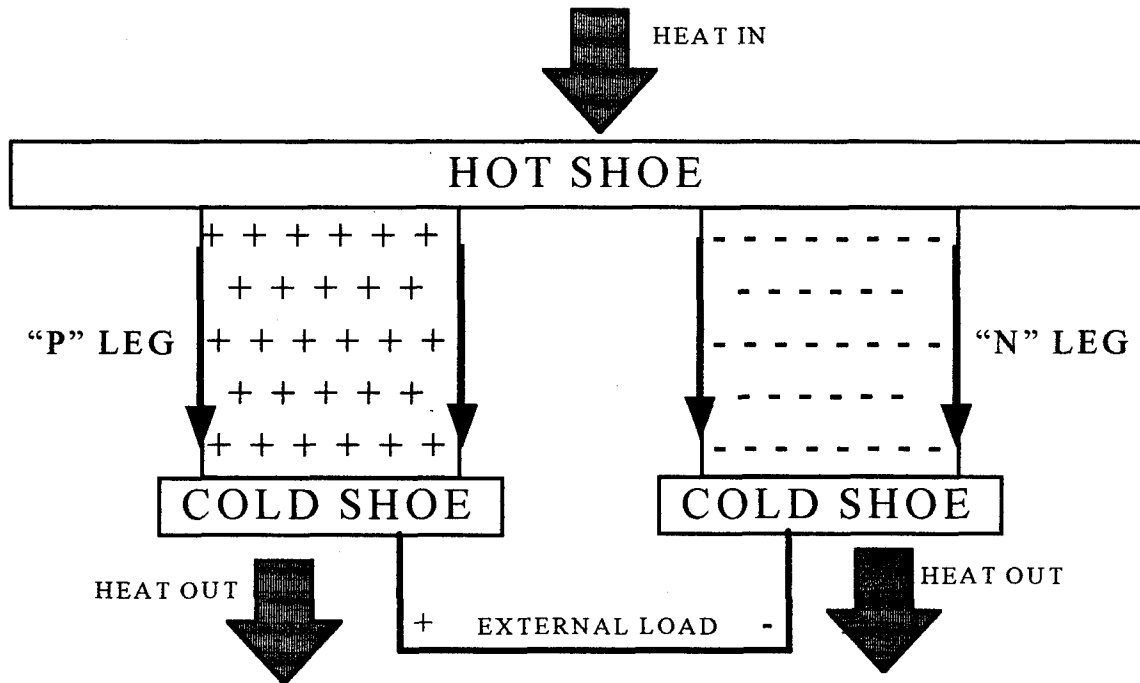 HEAT IN
HOT SHOE
+ + + + + +
- - - - - - - -
+ + + + +
- - - - - -
“P” LEG
+ + + + + +
- - - - - - - -
“N” LEG
+ + + + +
- - - - - -
+ + + + + +
- - - - - - - -
COLD SHOE
COLD SHOE
HEAT OUT
HEAT OUT
+ EXTERNAL LOAD -